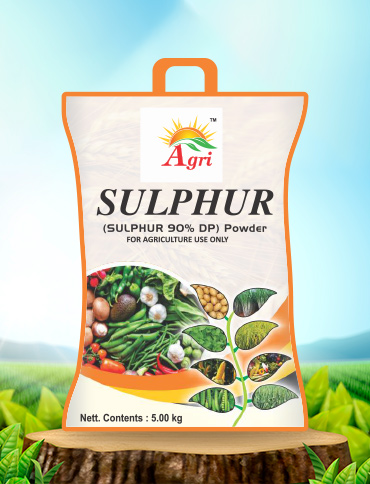 TM
Agri
SULPHUR
(SULPHUR 90% DP) Powder
FOR AGRICULTURE USE ONLY
Nett. Contents : 5.00 kg